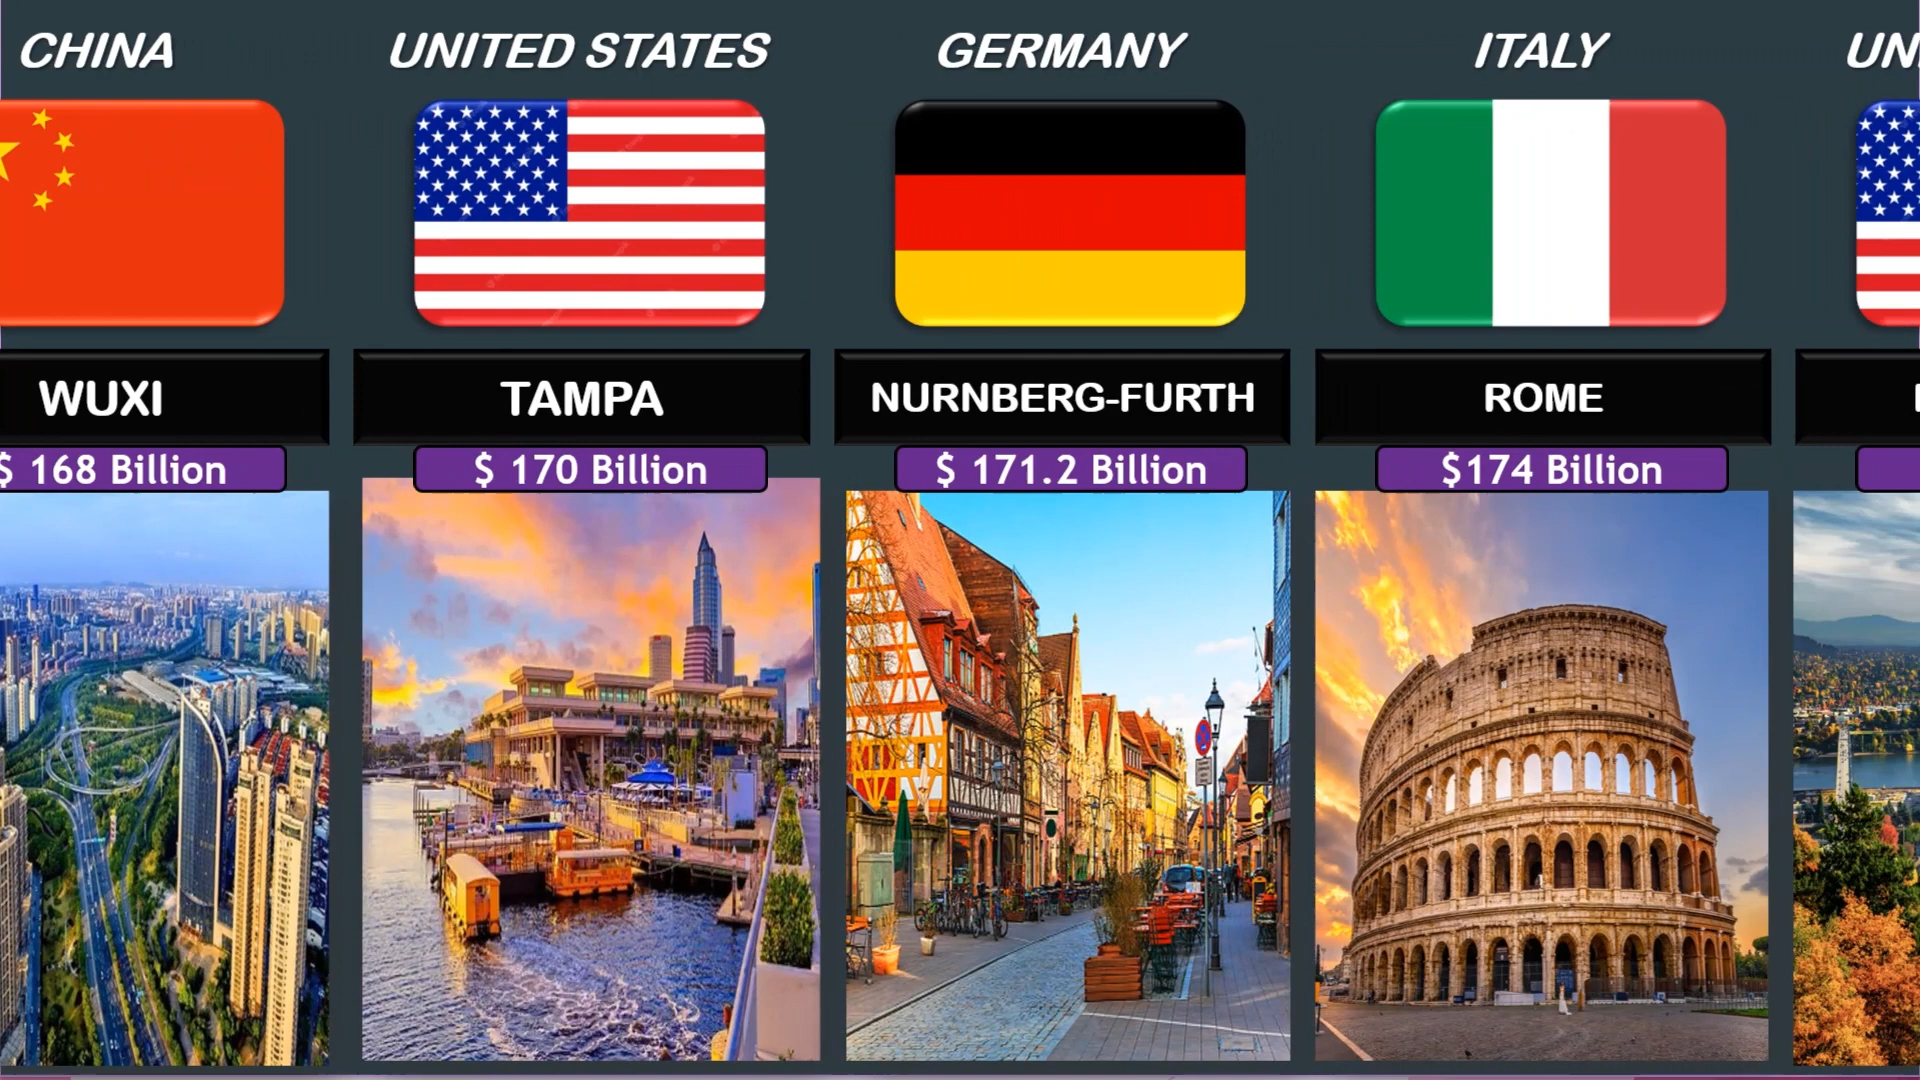 CHINA
UNITED STATES
GERMANY
ITALY
WUXI
TAMPA
NURNBERG-FURTH
ROME
$ 168 Billion
$ 170 Billion
$ 171.2 Billion
$174 Billion